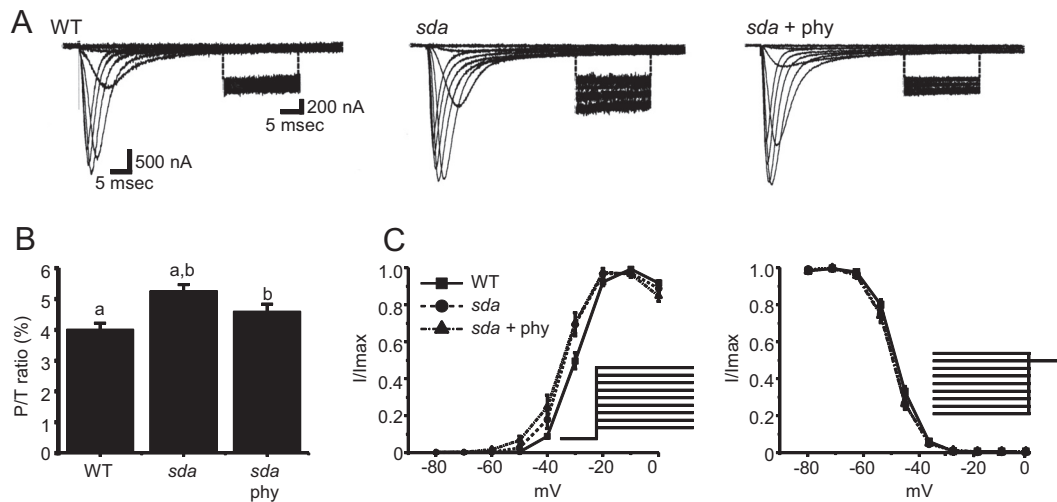 A
WT
sda
sda + phy
200 nA
5 msec
500 nA
5 msec
B
C
P/T ratio (%)
6
5
4
3
2
1
0
a
a,b
b
WT
sda
sda
phy
I/Imax
1.0
0.8
0.6
0.4
0.2
0
WT
sda
sda + phy
-80
-60
-40
-20
0
mV
I/Imax
1.0
0.8
0.6
0.4
0.2
0
-80
-60
-40
-20
0
mV